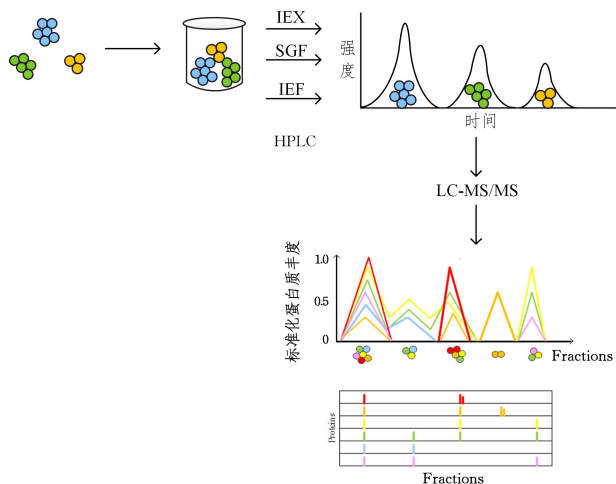 IEX
SGF
IEF
HPLC
强度
时间
LC-MS/MS
标准化蛋白质丰度
1.0
0.5
0
Fractions
Proteins
Fractions